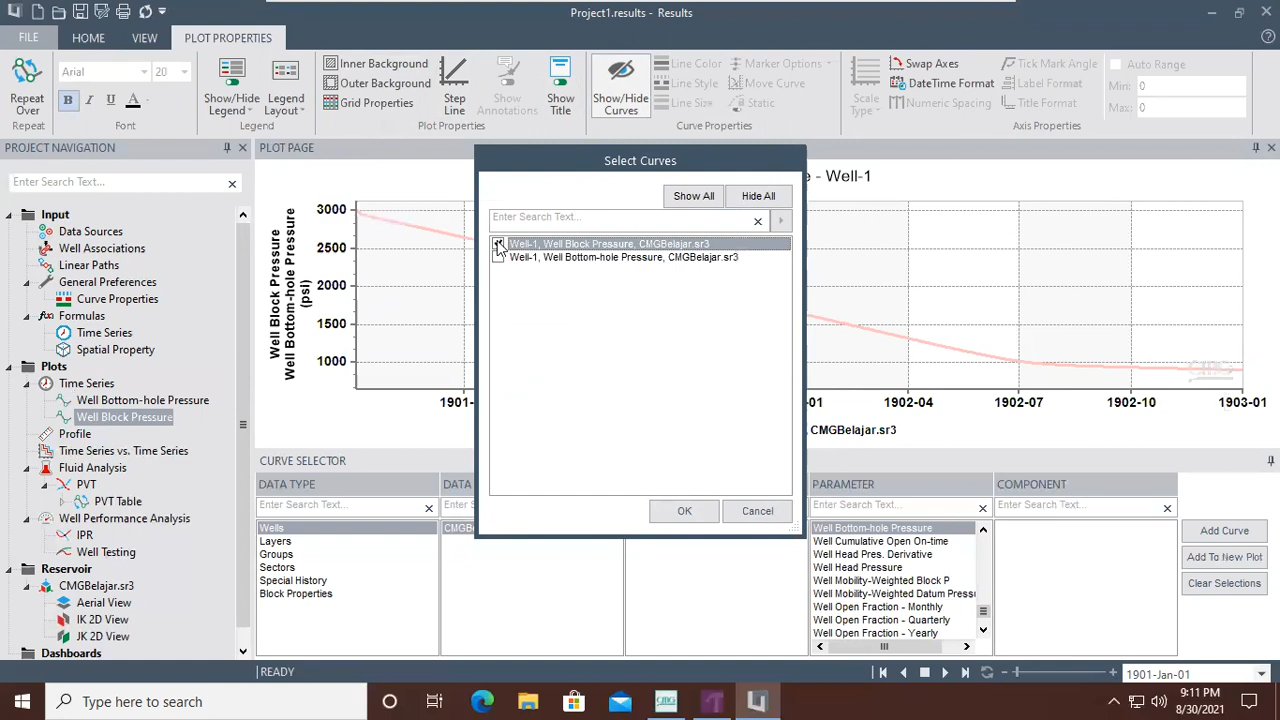 Project1.results - Results
FILE HOME VIEW PLOT PROPERTIES
Arial 20
B I U A
Repeat Over
Show/Hide Legend
Legend Layout
Inner Background
Outer Background
Grid Properties
Step Line
Show Annotations
Show Title
Show/Hide Curves
Line Color
Line Style
Line Size
Marker Options
Move Curve
Static
Scale Type
Swap Axes
DateTime Format
Numeric Spacing
Tick Mark Angle
Label Format
Title Format
Auto Range
Min: 0
Max: 0
Repeat Font Legend Plot Properties Curve Properties Axis Properties
PROJECT NAVIGATION
Enter Search Text...
Input
Data Sources
Well Associations
Linear Paths
General Preferences
Curve Properties
Formulas
Time Series
Spatial Property
Plots
Time Series
Well Bottom-hole Pressure
Well Block Pressure
Profile
Time Series vs. Time Series
Fluid Analysis
PVT
PVT Table
Well Performance Analysis
IPR
Well Testing
Reservoir
CMGBelajar.sr3
Aerial View
IK 2D View
JK 2D View
Dashboards
PLOT PAGE
e - Well-1
Well Block Pressure
Well Bottom-hole Pressure
(psi)
3000
2500
2000
1500
1000
1901- -01 1902-04 1902-07 1902-10 1903-01
CMGBelajar.sr3
CMG
Select Curves
Show All Hide All
Enter Search Text...
Well-1, Well Block Pressure, CMGBelajar.sr3
Well-1, Well Bottom-hole Pressure, CMGBelajar.sr3
OK Cancel
CURVE SELECTOR
DATA TYPE
Enter Search Text...
Wells
Layers
Groups
Sectors
Special History
Block Properties
DATA
Enter Se
CMGBe
PARAMETER
Enter Search Text...
Well Bottom-hole Pressure
Well Cumulative Open On-time
Well Head Pres. Derivative
Well Head Pressure
Well Mobility-Weighted Block P
Well Mobility-Weighted Datum Pressu
Well Open Fraction - Monthly
Well Open Fraction - Quarterly
Well Open Fraction - Yearly
COMPONENT
Enter Search Text...
Add Curve
Add To New Plot
Clear Selections
READY
1901-Jan-01
Type here to search
CMG
9:11 PM
8/30/2021